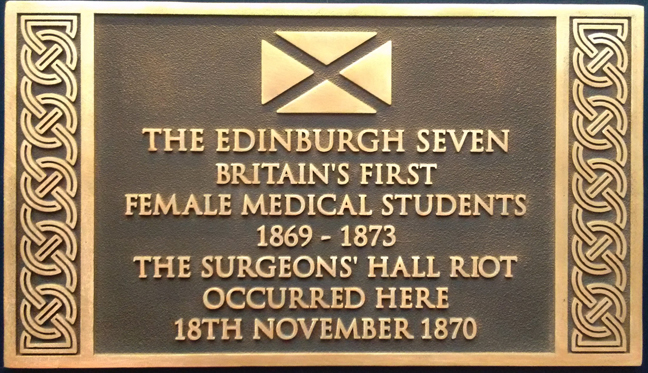 THE EDINBURGH SEVEN
BRITAIN'S FIRST
FEMALE MEDICAL STUDENTS
1869 - 1873
THE SURGEONS' HALL RIOT
OCCURRED HERE
18TH NOVEMBER 1870